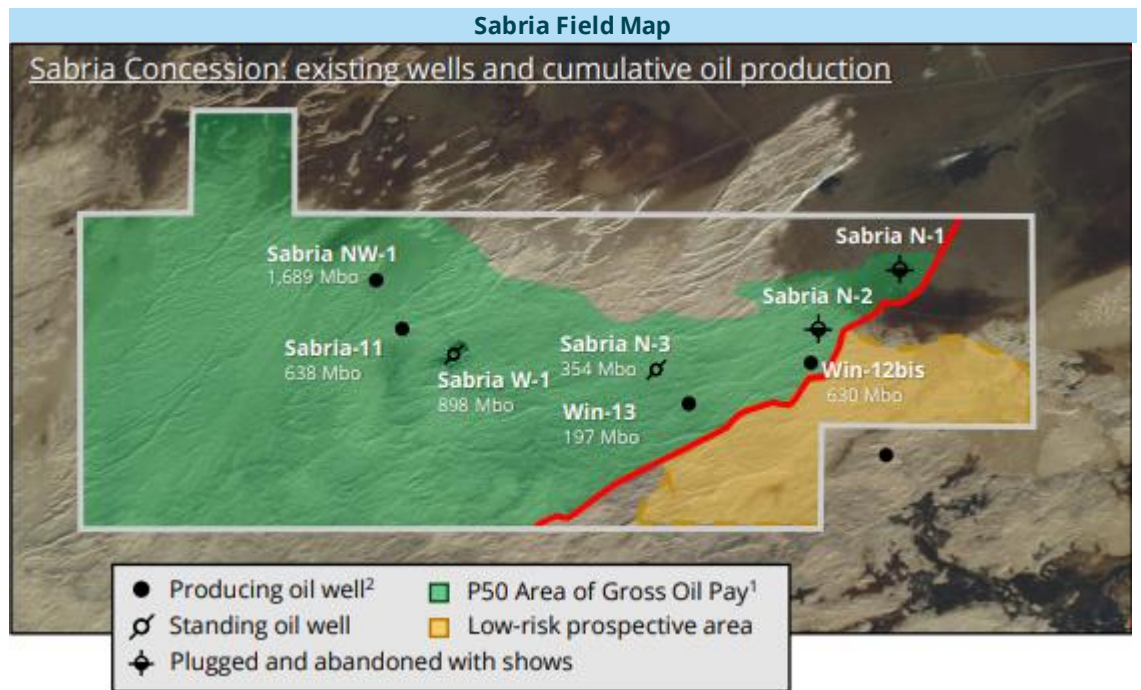 Sabria Field Map
Sabria Concession: existing wells and cumulative oil production
Sabria N-1
Sabria NW-1
1,689 Mbo
Sabria N-2
Sabria-11
638 Mbo
Sabria N-3
354 Mbo
Sabria W-1
898 Mbo
Win-12bis
630 Mbo
Win-13
197 Mbo
Producing oil well²
P50 Area of Gross Oil Pay¹
Standing oil well
Low-risk prospective area
Plugged and abandoned with shows